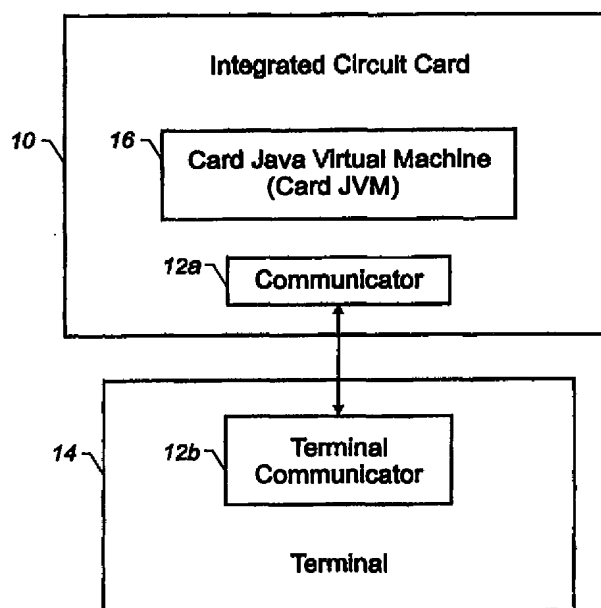 Integrated Circuit Card
10
16
Card Java Virtual Machine
(Card JVM)
12a
Communicator
14
12b
Terminal
Communicator
Terminal